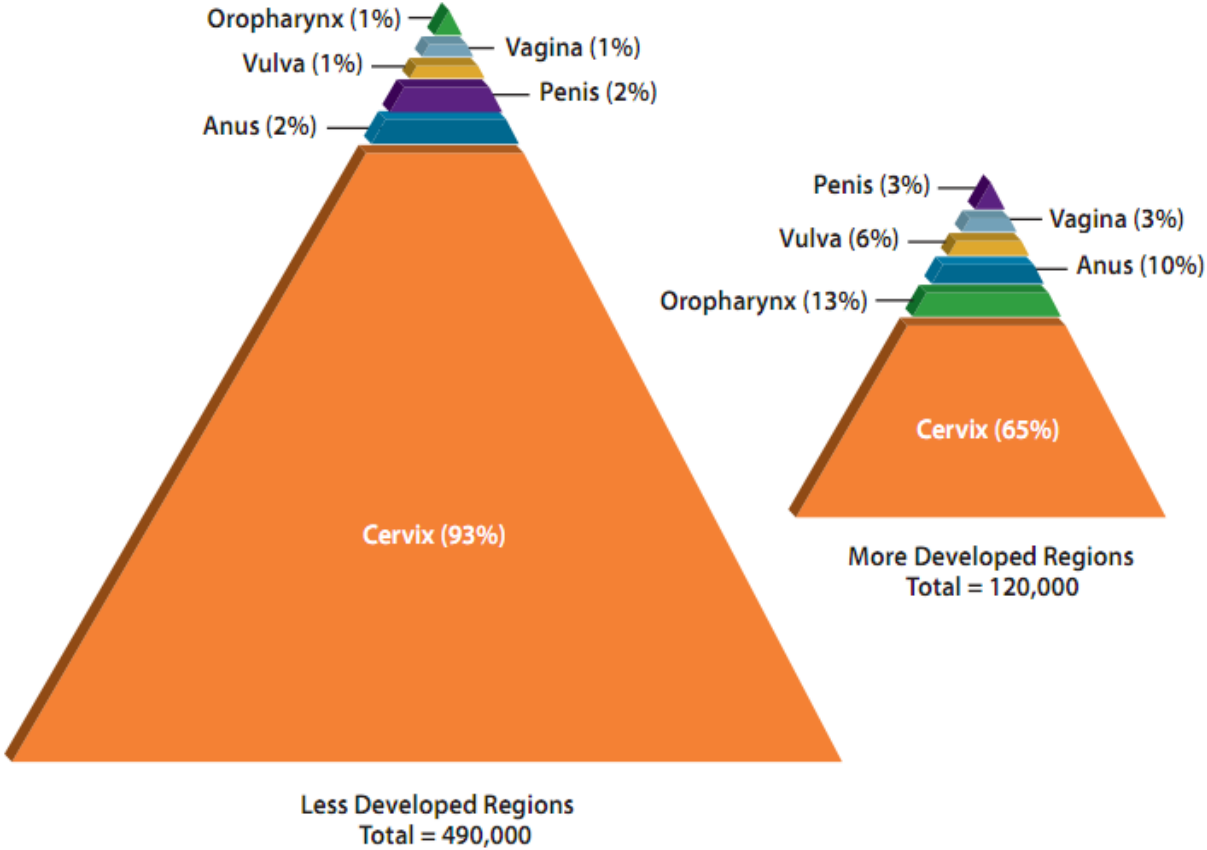 Oropharynx (1%)
Vagina (1%)
Vulva (1%)
Penis (2%)
Anus (2%)
Cervix (93%)
Less Developed Regions
Total = 490,000
Penis (3%)
Vagina (3%)
Vulva (6%)
Anus (10%)
Oropharynx (13%)
Cervix (65%)
More Developed Regions
Total = 120,000